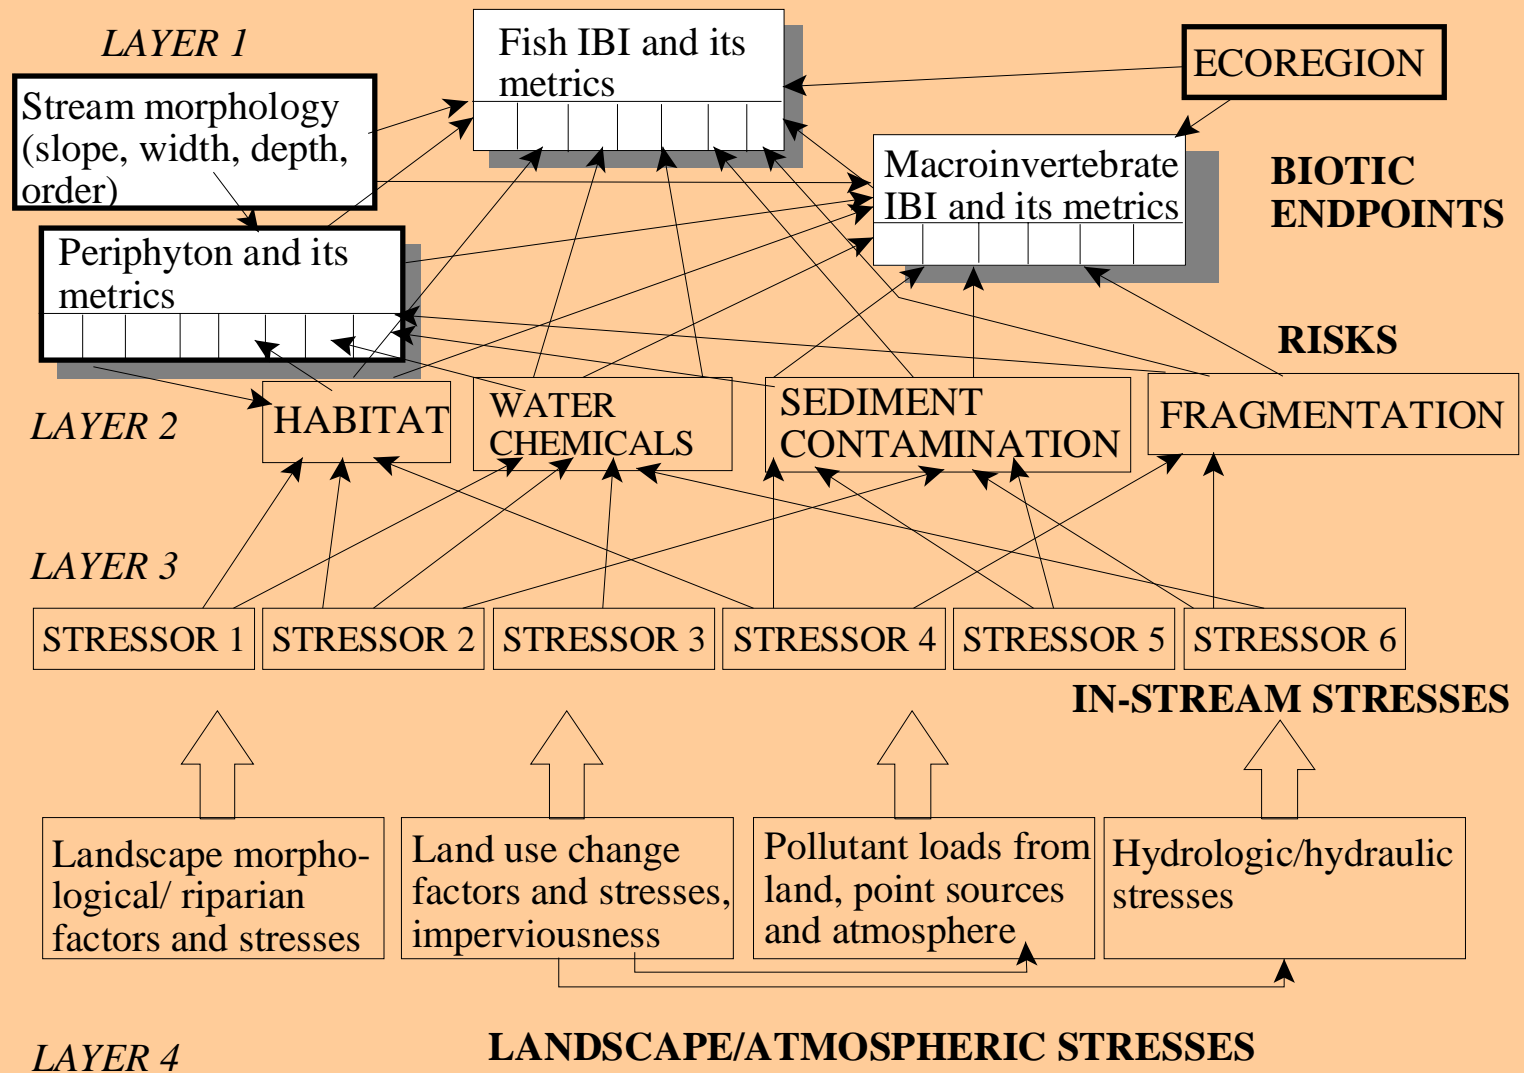 LAYER 1
Fish IBI and its
metrics
ECOREGION
Stream morphology
(slope, width, depth,
order)
Macroinvertebrate
IBI and its metrics
BIOTIC
ENDPOINTS
Periphyton and its
metrics
RISKS
LAYER 2
HABITAT
WATER
CHEMICALS
SEDIMENT
CONTAMINATION
FRAGMENTATION
LAYER 3
STRESSOR 1
STRESSOR 2
STRESSOR 3
STRESSOR 4
STRESSOR 5
STRESSOR 6
IN-STREAM STRESSES
Landscape morpho-
logical/ riparian
factors and stresses
Land use change
factors and stresses,
imperviousness
Pollutant loads from
land, point sources
and atmosphere
Hydrologic/hydraulic
stresses
LANDSCAPE/ATMOSPHERIC STRESSES
LAYER 4